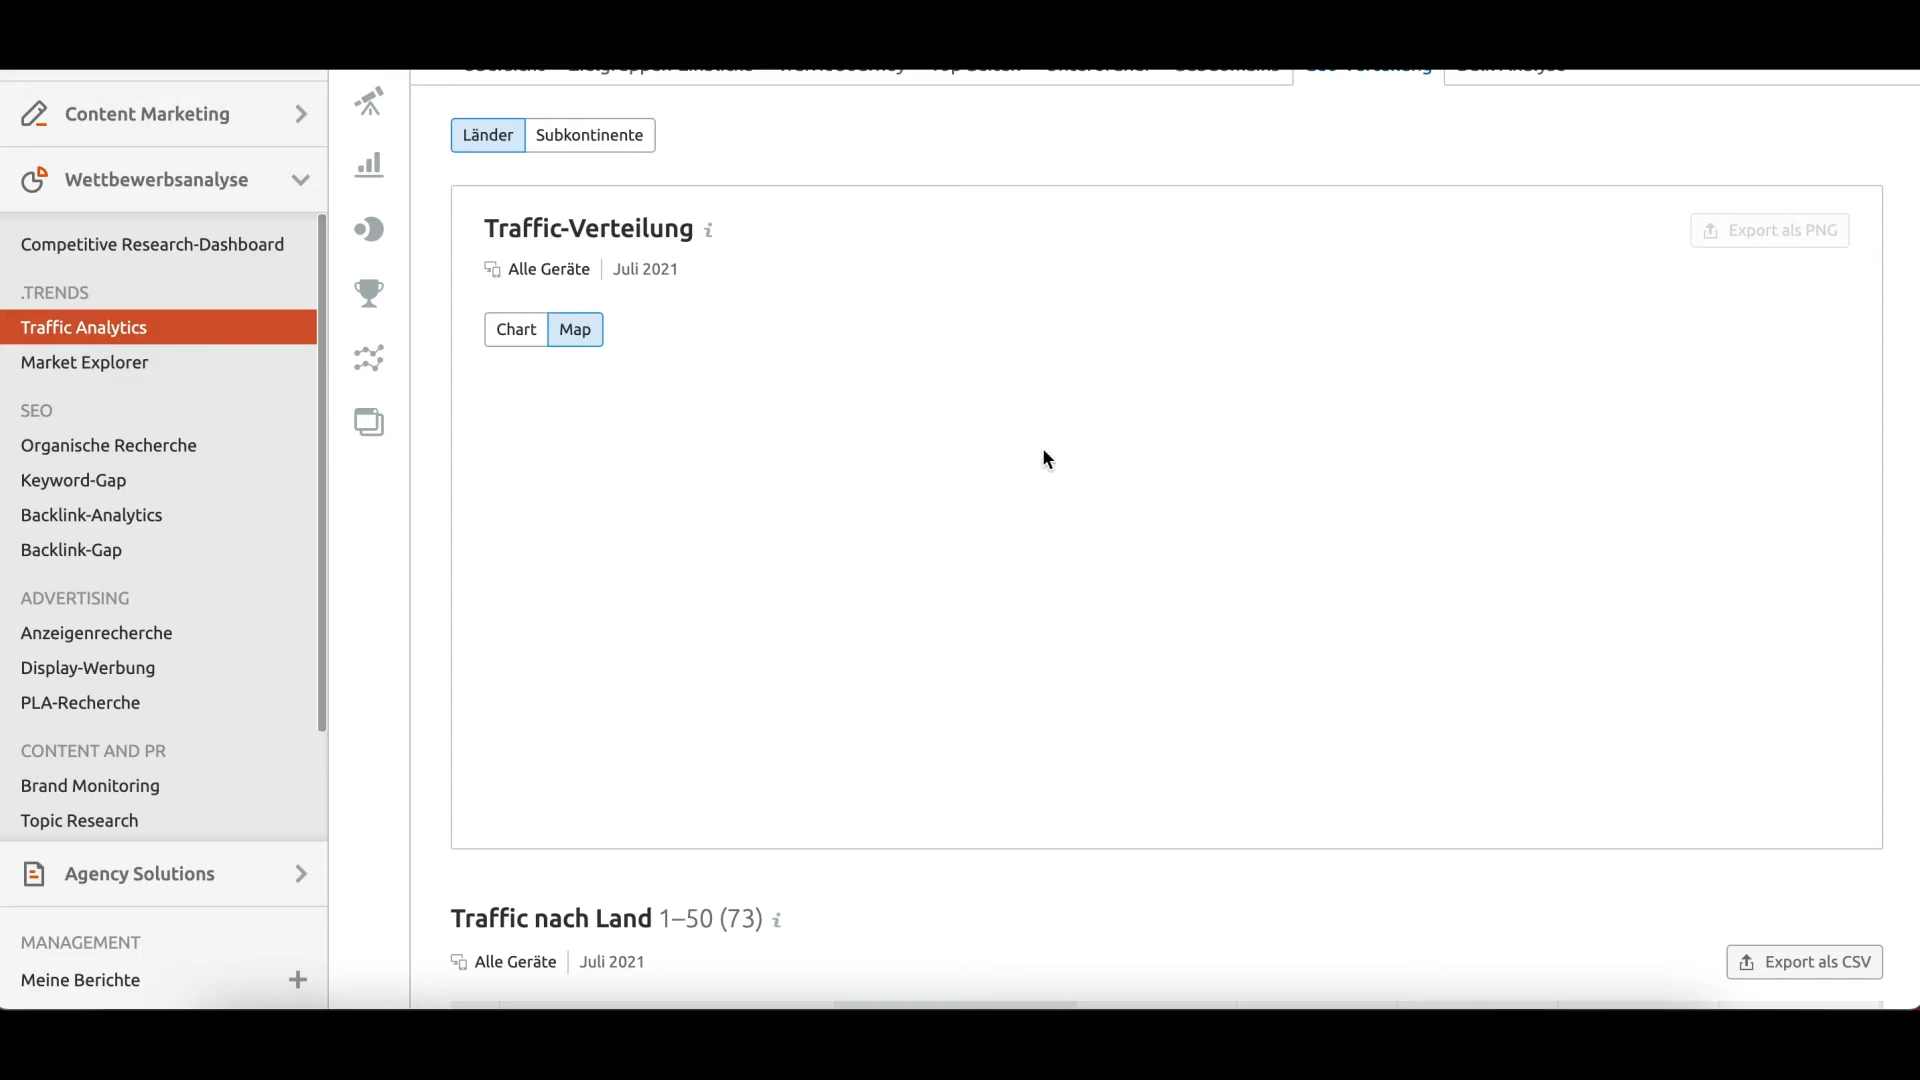 Content Marketing
Wettbewerbsanalyse
Competitive Research-Dashboard
.TRENDS
Traffic Analytics
Market Explorer
SEO
Organische Recherche
Keyword-Gap
Backlink-Analytics
Backlink-Gap
ADVERTISING
Anzeigenrecherche
Display-Werbung
PLA-Recherche
CONTENT AND PR
Brand Monitoring
Topic Research
Agency Solutions
MANAGEMENT
Meine Berichte
Länder Subkontinente
Traffic-Verteilung
Export als PNG
Alle Geräte Juli 2021
Chart Map
Traffic nach Land 1–50 (73)
Alle Geräte Juli 2021
Export als CSV